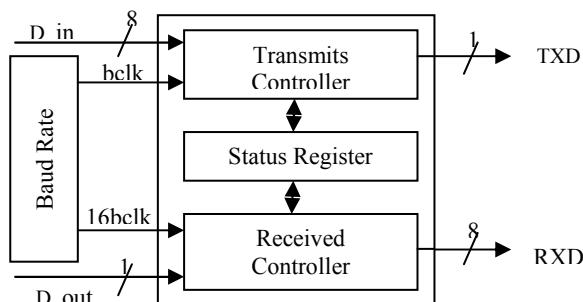 D_in
8
bclk
Transmits
Controller
1
TXD
Baud Rate
Status Register
16bclk
Received
Controller
8
RXD
1
D_out